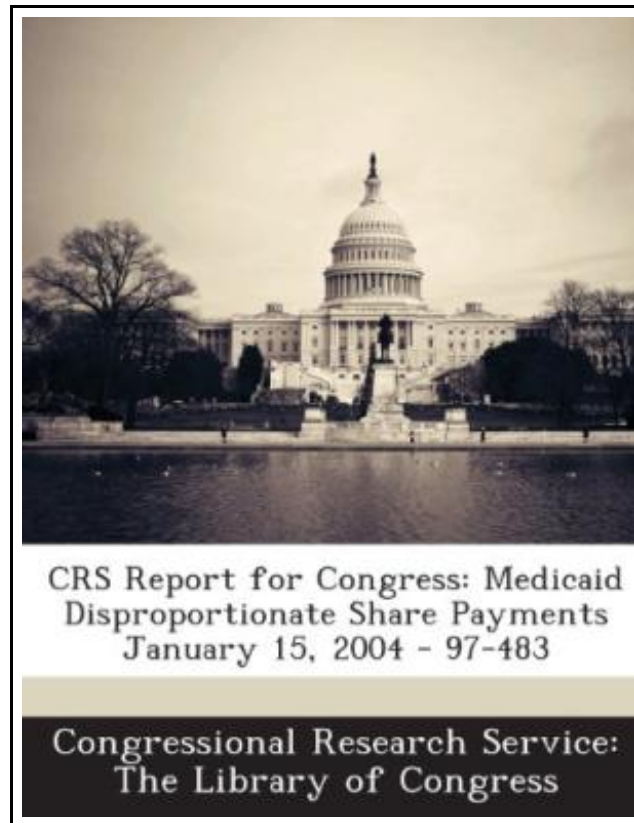 CRS Report for Congress: Medicaid
Disproportionate Share Payments
January 15, 2004 - 97-483
Congressional Research Service:
The Library of Congress